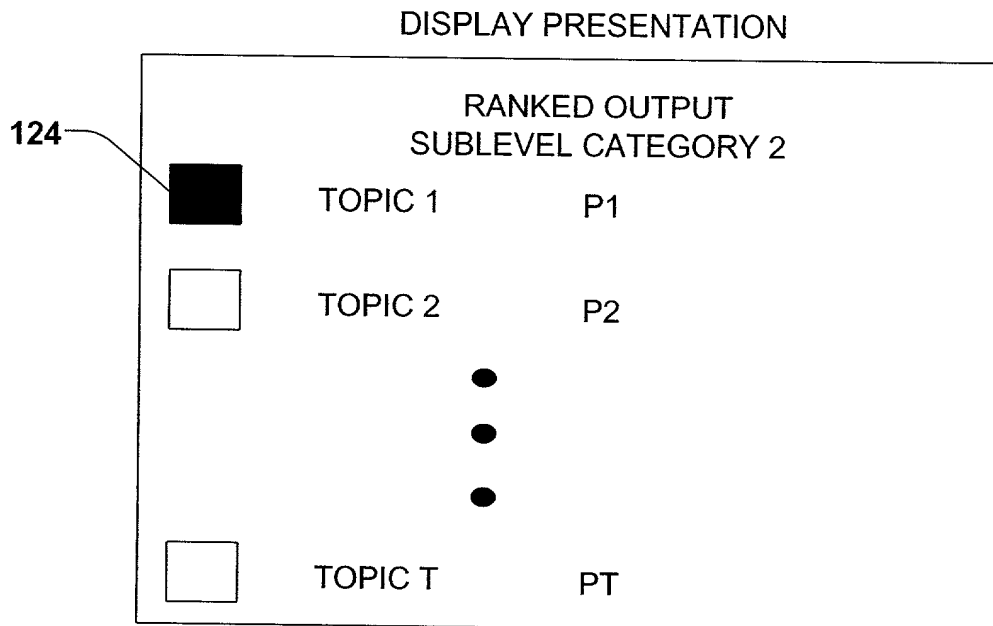 DISPLAY PRESENTATION
RANKED OUTPUT
SUBLEVEL CATEGORY 2
124
TOPIC 1 P1
TOPIC 2 P2
TOPIC T PT